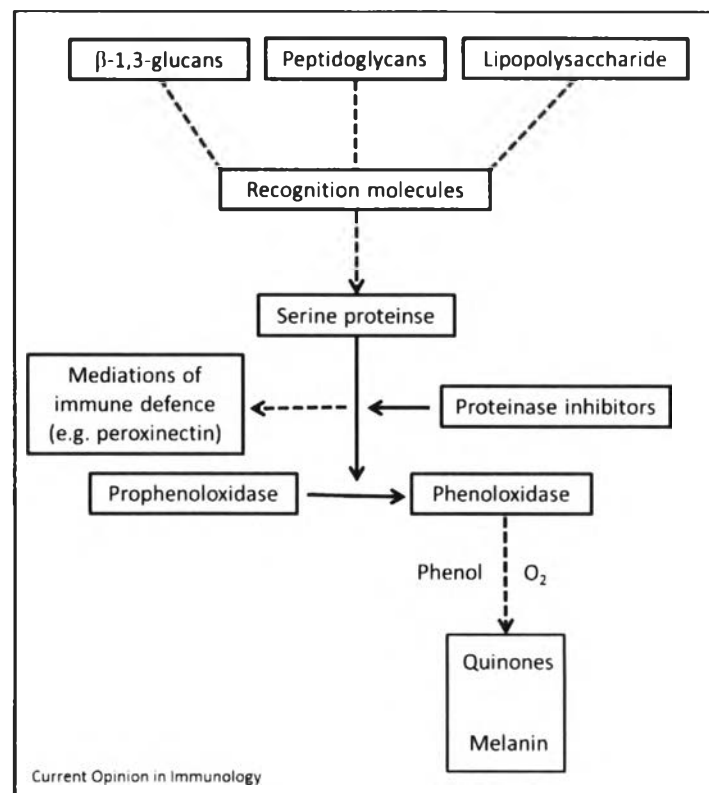 β-1,3-glucans
Peptidoglycans
Lipopolysaccharide
Recognition molecules
Serine proteinse
Mediations of
immune defence
(e.g. peroxinectin)
Proteinase inhibitors
Prophenoloxidase
Phenoloxidase
Phenol
O₂
Quinones
Melanin
Current Opinion in Immunology